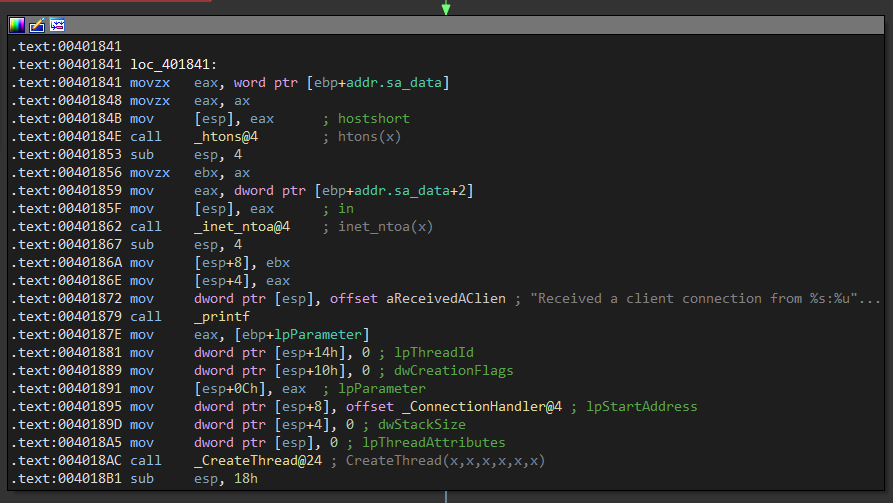 .text:00401841
.text:00401841 loc_401841:
.text:00401841 movzx   eax, word ptr [ebp+addr.sa_data]
.text:00401848 movzx   eax, ax
.text:0040184B mov     [esp], eax      ; hostshort
.text:0040184E call    _htons@4        ; htons(x)
.text:00401853 sub     esp, 4
.text:00401856 movzx   ebx, ax
.text:00401859 mov     eax, dword ptr [ebp+addr.sa_data+2]
.text:0040185F mov     [esp], eax      ; in
.text:00401862 call    _inet_ntoa@4    ; inet_ntoa(x)
.text:00401867 sub     esp, 4
.text:0040186A mov     [esp+8], ebx
.text:0040186E mov     [esp+4], eax
.text:00401872 mov     dword ptr [esp], offset aReceivedAClien ; "Received a client connection from %s:%u"...
.text:00401879 call    _printf
.text:0040187E mov     eax, [ebp+lpParameter]
.text:00401881 mov     dword ptr [esp+14h], 0 ; lpThreadId
.text:00401889 mov     dword ptr [esp+10h], 0 ; dwCreationFlags
.text:00401891 mov     [esp+0Ch], eax  ; lpParameter
.text:00401895 mov     dword ptr [esp+8], offset _ConnectionHandler@4 ; lpStartAddress
.text:0040189D mov     dword ptr [esp+4], 0 ; dwStackSize
.text:004018A5 mov     dword ptr [esp], 0 ; lpThreadAttributes
.text:004018AC call    _CreateThread@24 ; CreateThread(x,x,x,x,x,x)
.text:004018B1 sub     esp, 18h